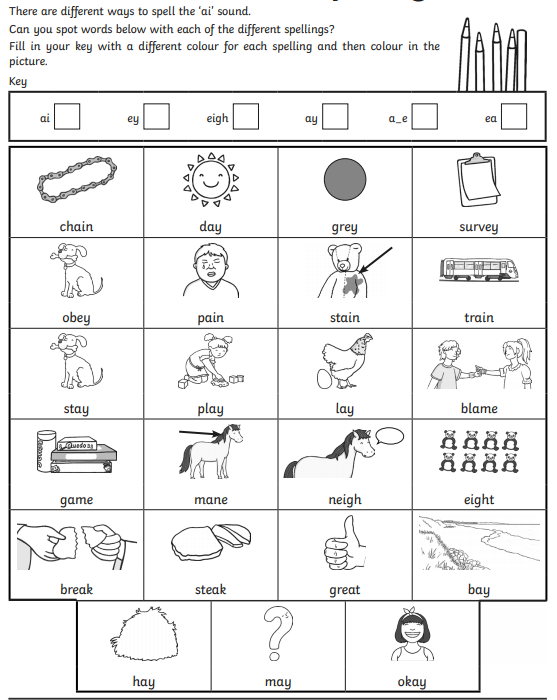 There are different ways to spell the 'ai' sound.
Can you spot words below with each of the different spellings?
Fill in your key with a different colour for each spelling and then colour in the
picture.
Key
ai ey eigh ay a_e ea
chain day grey survey
obey pain stain train
stay play lay blame
game mane neigh eight
break steak great bay
hay may okay